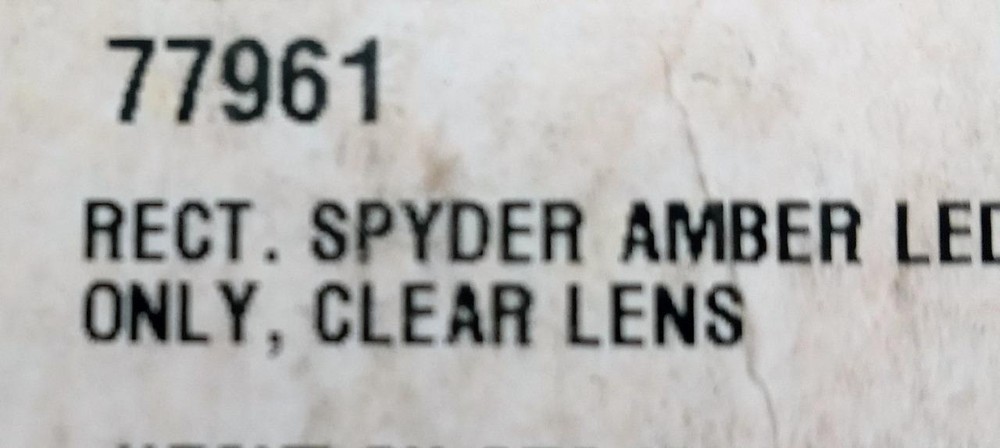 77961
RECT. SPYDER AMBER LED
ONLY, CLEAR LENS